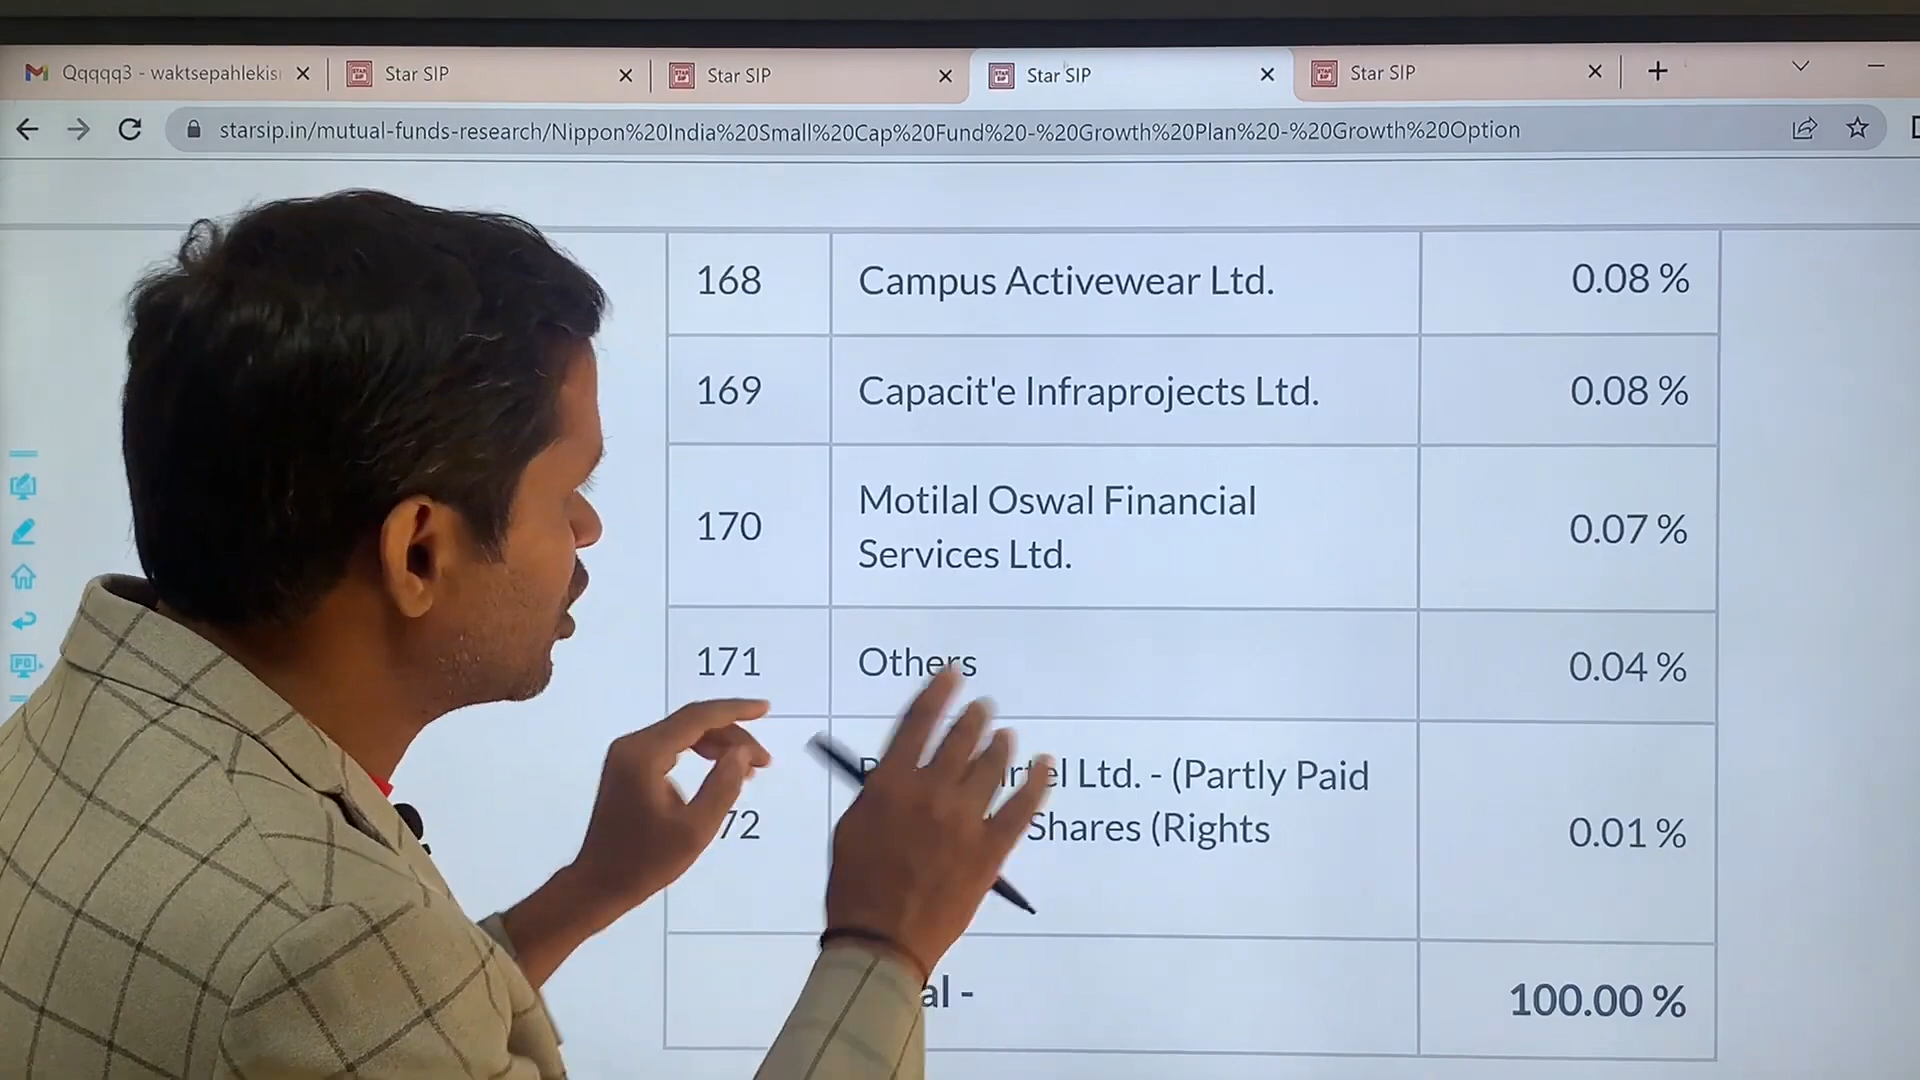 Qqqqq3 - waktsepahlekis
Star SIP
Star SIP
Star SIP
Star SIP
starsip.in/mutual-funds-research/Nippon%20India%20Small%20Cap%20Fund%20-%20Growth%20Plan%20-%20Growth%20Option
168 Campus Activewear Ltd. 0.08 %
169 Capacit'e Infraprojects Ltd. 0.08 %
170 Motilal Oswal Financial
Services Ltd. 0.07 %
171 Others 0.04 %
Ltd. - (Partly Paid
72 Shares (Rights 0.01 %
- 100.00 %